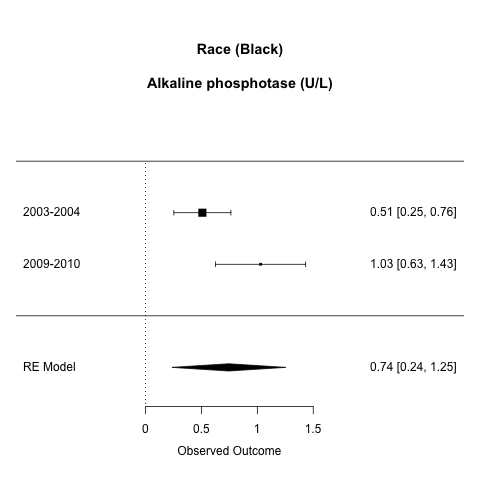 Race (Black)
Alkaline phosphotase (U/L)
2003-2004 0.51 [0.25, 0.76]
2009-2010 1.03 [0.63, 1.43]
RE Model 0.74 [0.24, 1.25]
0 0.5 1 1.5
Observed Outcome